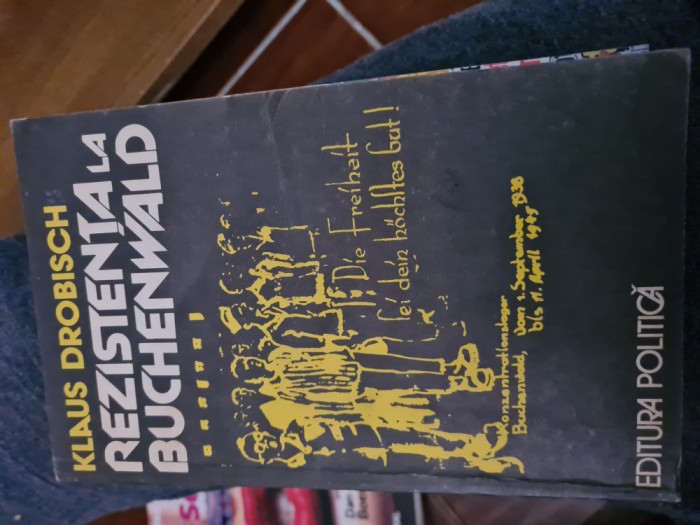 KLAUS DROBISCH
REZISTENȚA LA
BUCHENWALD
Die Freiheit
sei dein höchstes Gut!
Konzentrationslager
Buchenwald, vom 1. September 1938
bis 11. April 1945
EDITURA POLITICĂ